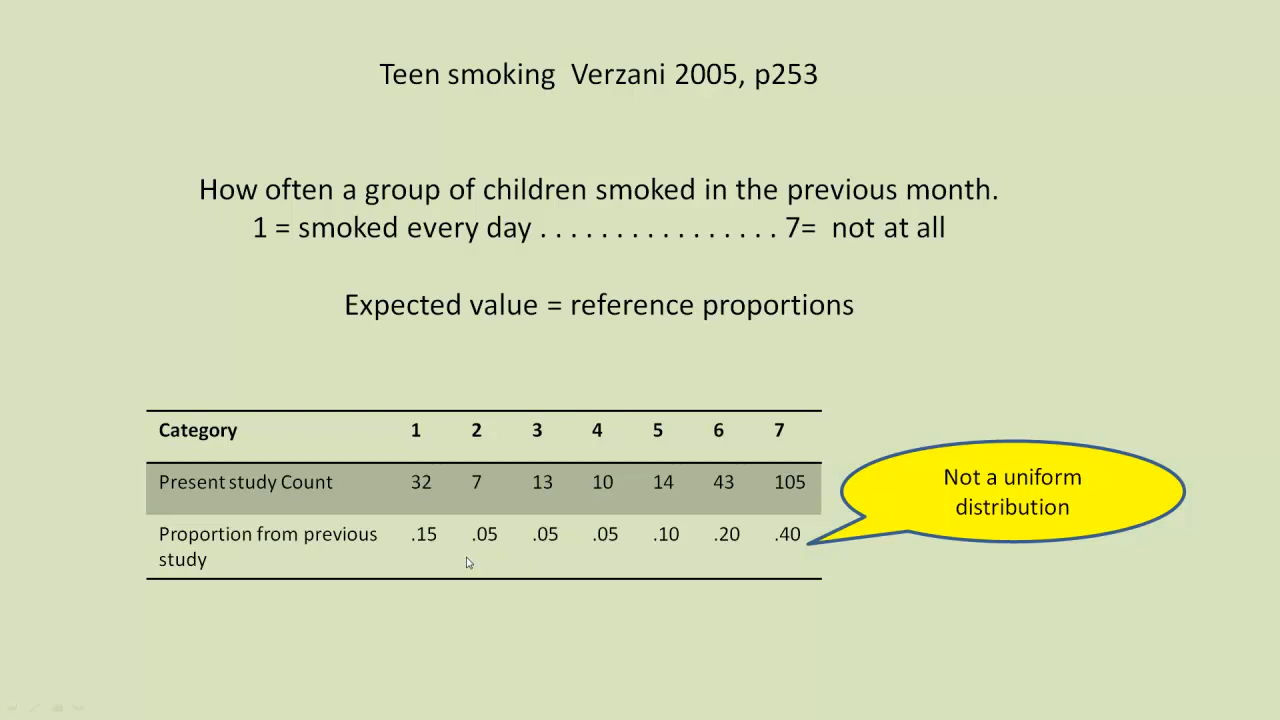 Teen smoking  Verzani 2005, p253
How often a group of children smoked in the previous month.
1 = smoked every day . . . . . . . . . . . . . . . . 7=  not at all
Expected value = reference proportions
Category 1 2 3 4 5 6 7
Present study Count 32 7 13 10 14 43 105
Proportion from previous .15 .05 .05 .05 .10 .20 .40
study
Not a uniform
distribution